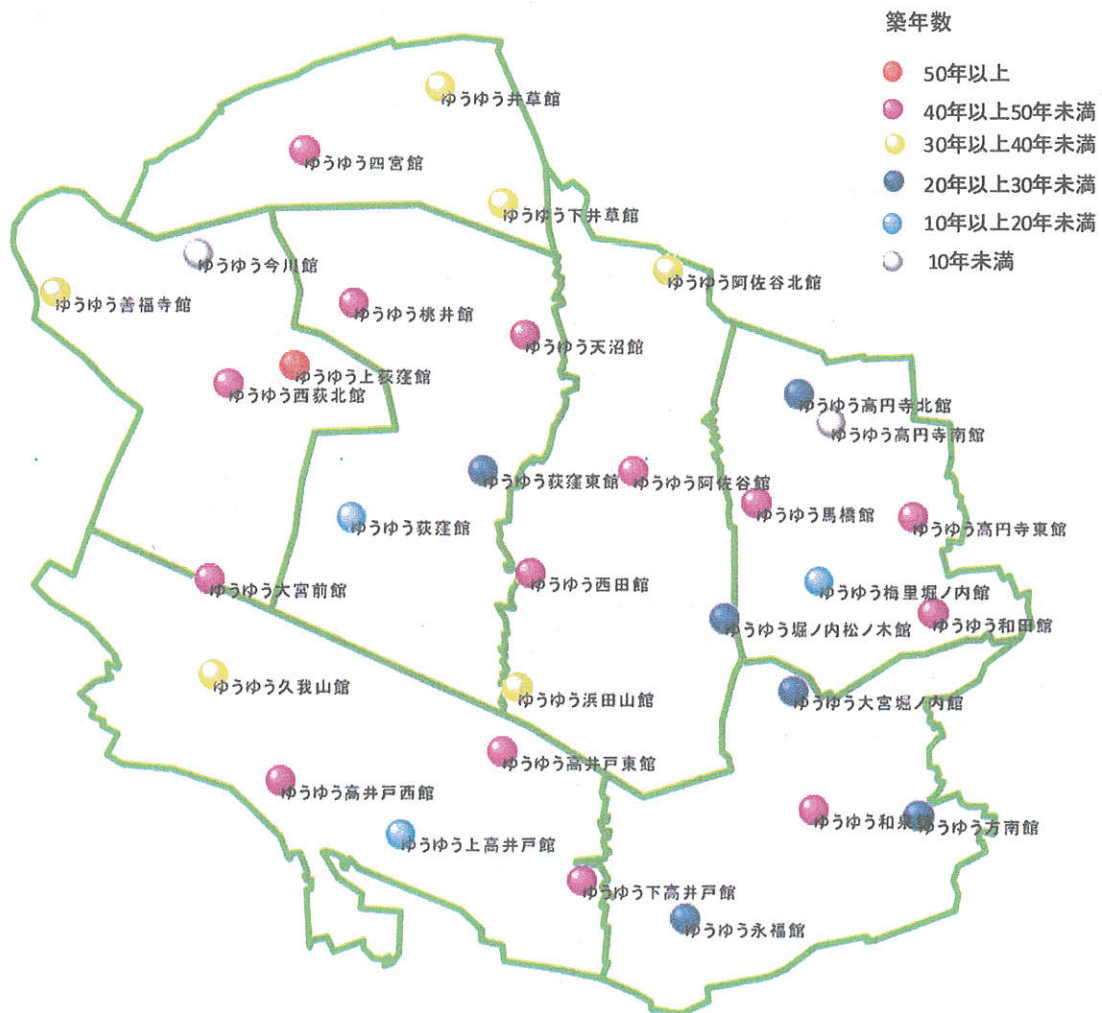 築年数
50年以上
40年以上50年未満
30年以上40年未満
20年以上30年未満
10年以上20年未満
10年未満
ゆうゆう井草館
ゆうゆう四宮館
ゆうゆう下井草館
ゆうゆう今川館
ゆうゆう阿佐谷北館
ゆうゆう善福寺館
ゆうゆう桃井館
ゆうゆう天沼館
ゆうゆう上荻窪館
ゆうゆう西荻北館
ゆうゆう高円寺北館
ゆうゆう高円寺南館
ゆうゆう荻窪東館
ゆうゆう阿佐谷館
ゆうゆう馬橋館
ゆうゆう高円寺東館
ゆうゆう荻窪館
ゆうゆう大宮前館
ゆうゆう西田館
ゆうゆう梅里堀ノ内館
ゆうゆう堀ノ内松ノ木館
ゆうゆう和田館
ゆうゆう久我山館
ゆうゆう浜田山館
ゆうゆう大宮堀ノ内館
ゆうゆう高井戸東館
ゆうゆう高井戸西館
ゆうゆう和泉館
ゆうゆう方南館
ゆうゆう上高井戸館
ゆうゆう下高井戸館
ゆうゆう永福館